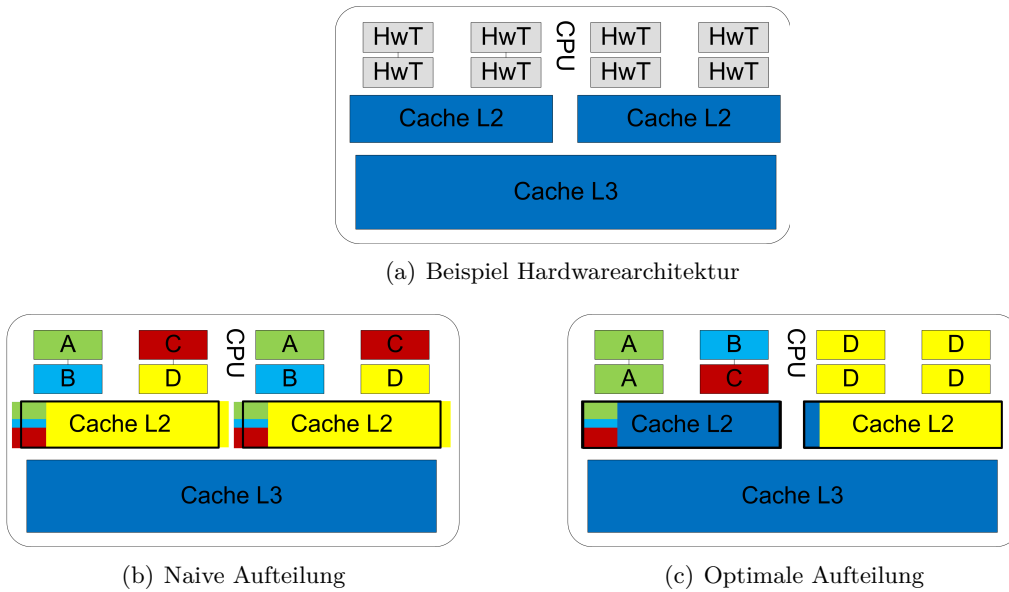 HwT HwT CPU HwT HwT
HwT HwT HwT HwT
Cache L2 Cache L2
Cache L3
(a) Beispiel Hardwarearchitektur
A C CPU A C
B D B D
Cache L2 Cache L2
Cache L3
(b) Naive Aufteilung
A B CPU D D
A C D D
Cache L2 Cache L2
Cache L3
(c) Optimale Aufteilung